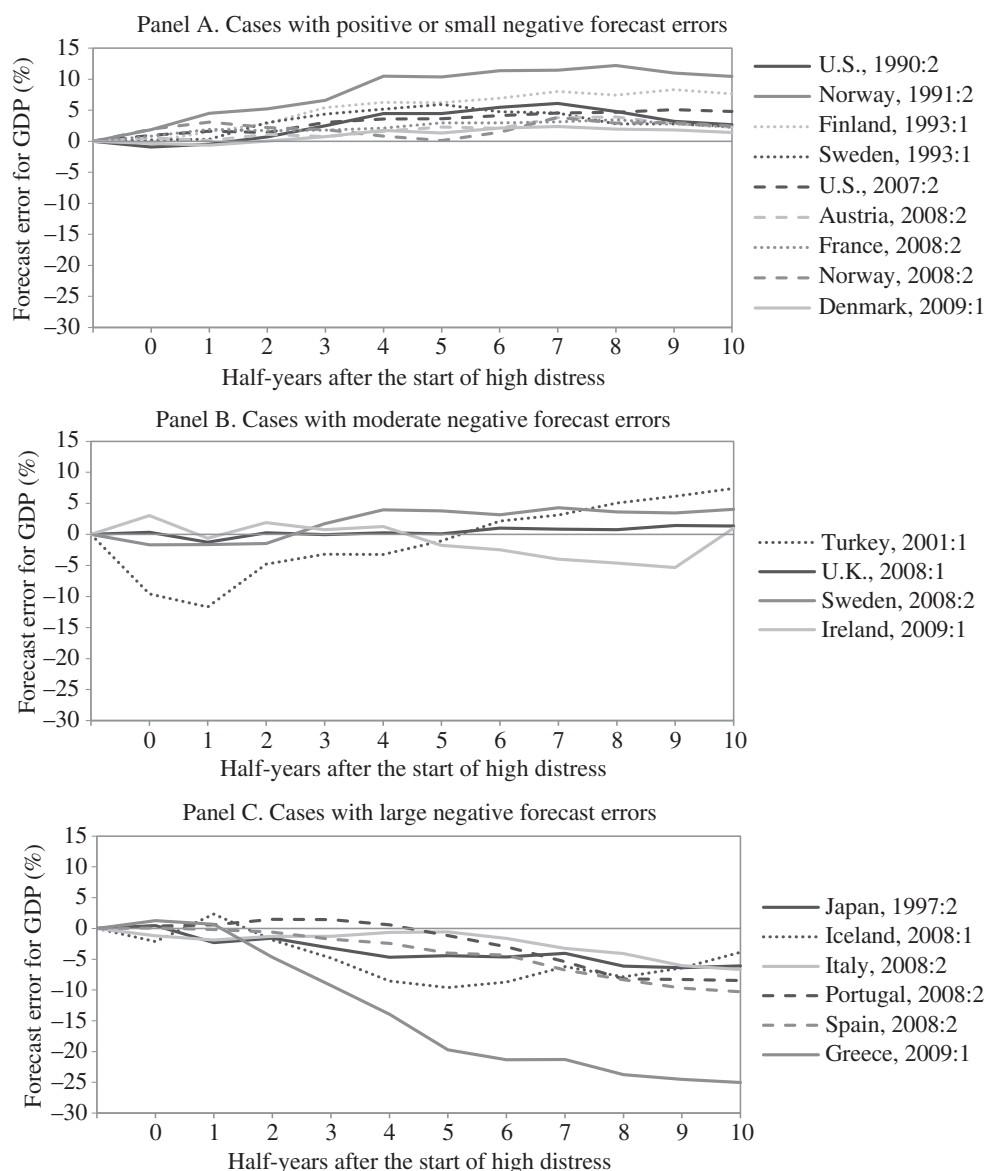 Panel A. Cases with positive or small negative forecast errors
Forecast error for GDP (%)
15
10
5
0
−5
−10
−15
−20
−25
−30
0 1 2 3 4 5 6 7 8 9 10
Half-years after the start of high distress
U.S., 1990:2
Norway, 1991:2
Finland, 1993:1
Sweden, 1993:1
U.S., 2007:2
Austria, 2008:2
France, 2008:2
Norway, 2008:2
Denmark, 2009:1
Panel B. Cases with moderate negative forecast errors
Forecast error for GDP (%)
15
10
5
0
−5
−10
−15
−20
−25
−30
0 1 2 3 4 5 6 7 8 9 10
Half-years after the start of high distress
Turkey, 2001:1
U.K., 2008:1
Sweden, 2008:2
Ireland, 2009:1
Panel C. Cases with large negative forecast errors
Forecast error for GDP (%)
15
10
5
0
−5
−10
−15
−20
−25
−30
0 1 2 3 4 5 6 7 8 9 10
Half-years after the start of high distress
Japan, 1997:2
Iceland, 2008:1
Italy, 2008:2
Portugal, 2008:2
Spain, 2008:2
Greece, 2009:1